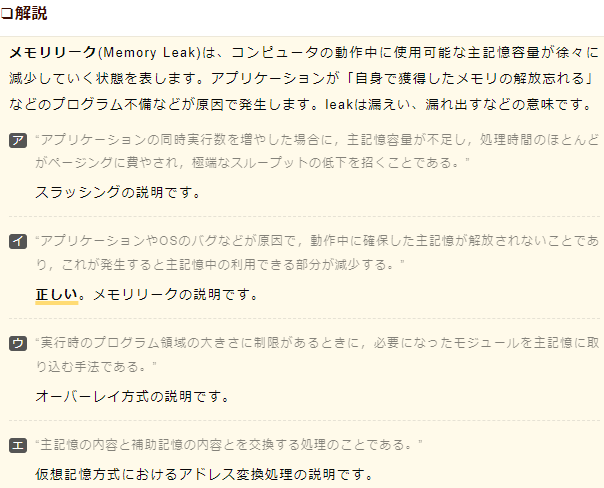 ❏解説
メモリリーク(Memory Leak)は、コンピュータの動作中に使用可能な主記憶容量が徐々に
減少していく状態を表します。アプリケーションが「自身で獲得したメモリの解放忘れる」
などのプログラム不備などが原因で発生します。leakは漏えい、漏れ出すなどの意味です。
ア “アプリケーションの同時実行数を増やした場合に，主記憶容量が不足し，処理時間のほとんど
がページングに費やされ，極端なスループットの低下を招くことである。”
スラッシングの説明です。
イ “アプリケーションやOSのバグなどが原因で，動作中に確保した主記憶が解放されないことであ
り，これが発生すると主記憶中の利用できる部分が減少する。”
正しい。メモリリークの説明です。
ウ “実行時のプログラム領域の大きさに制限があるときに，必要になったモジュールを主記憶に取
り込む手法である。”
オーバーレイ方式の説明です。
エ “主記憶の内容と補助記憶の内容とを交換する処理のことである。”
仮想記憶方式におけるアドレス変換処理の説明です。